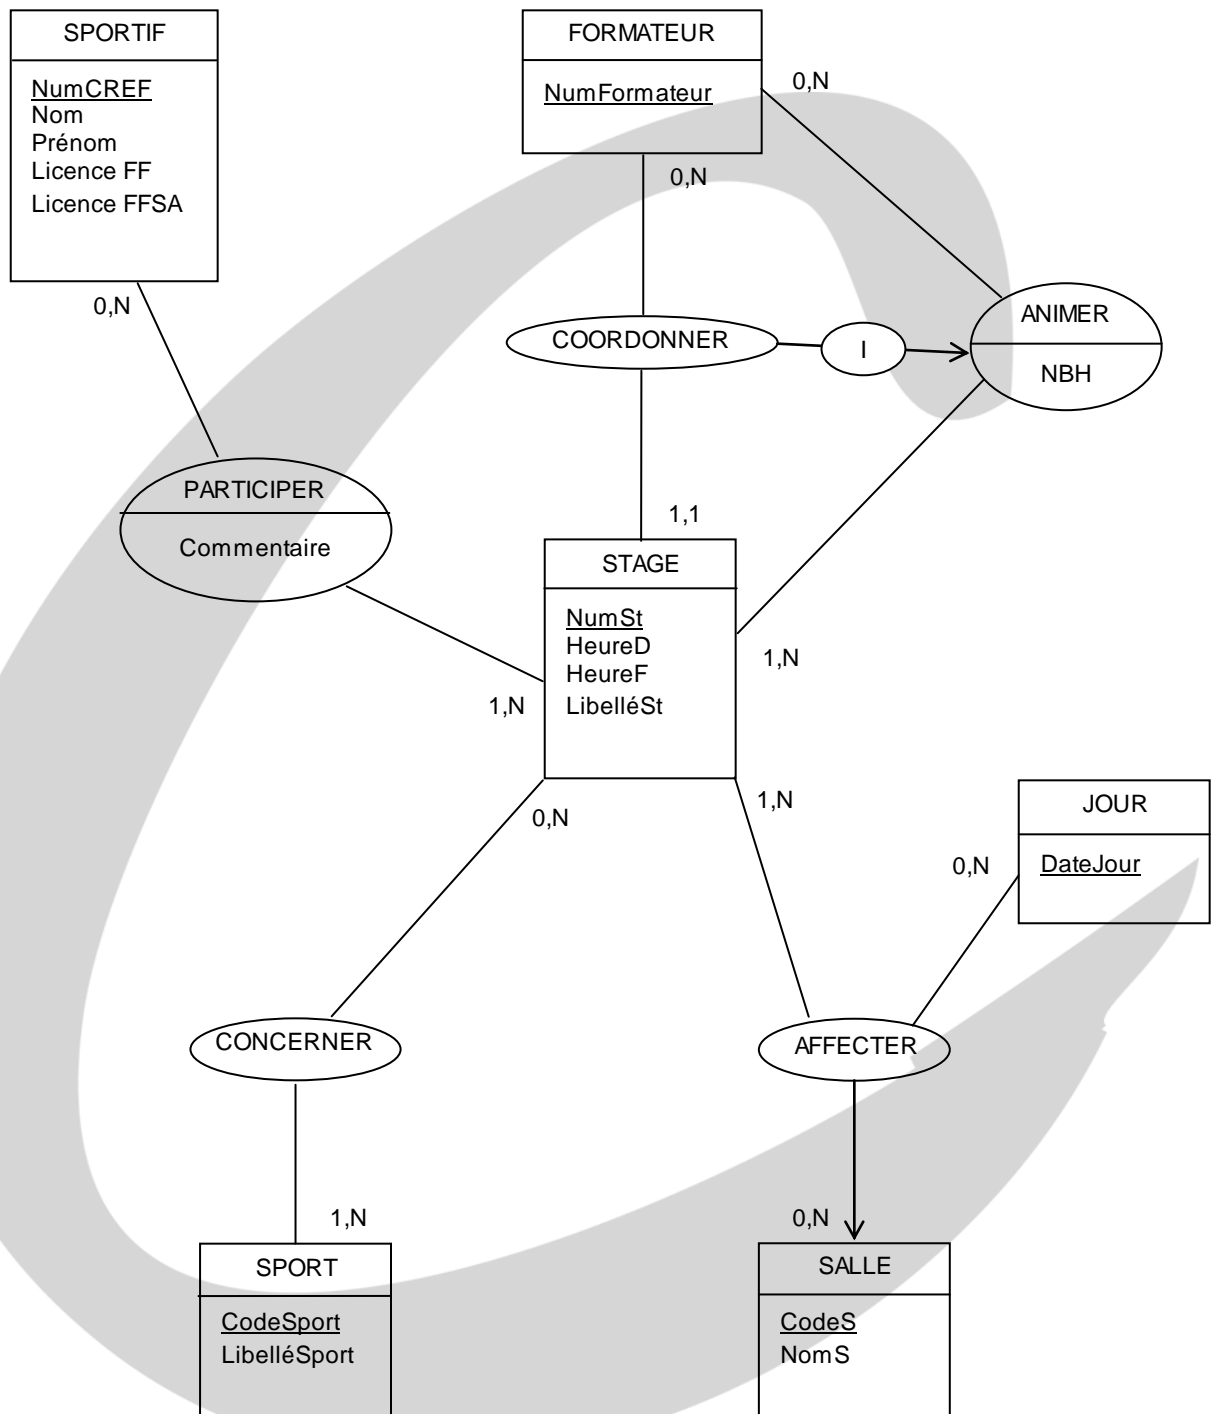 SPORTIF
NumCREF
Nom
Prénom
Licence FF
Licence FFSA
FORMATEUR
NumFormateur
0,N
0,N
0,N
COORDONNER
I
ANIMER
NBH
PARTICIPER
Commentaire
1,1
STAGE
NumSt
HeureD
HeureF
LibelléSt
1,N
1,N
0,N
1,N
JOUR
DateJour
0,N
CONCERNER
AFFECTER
1,N
0,N
SPORT
CodeSport
LibelléSport
SALLE
CodeS
NomS